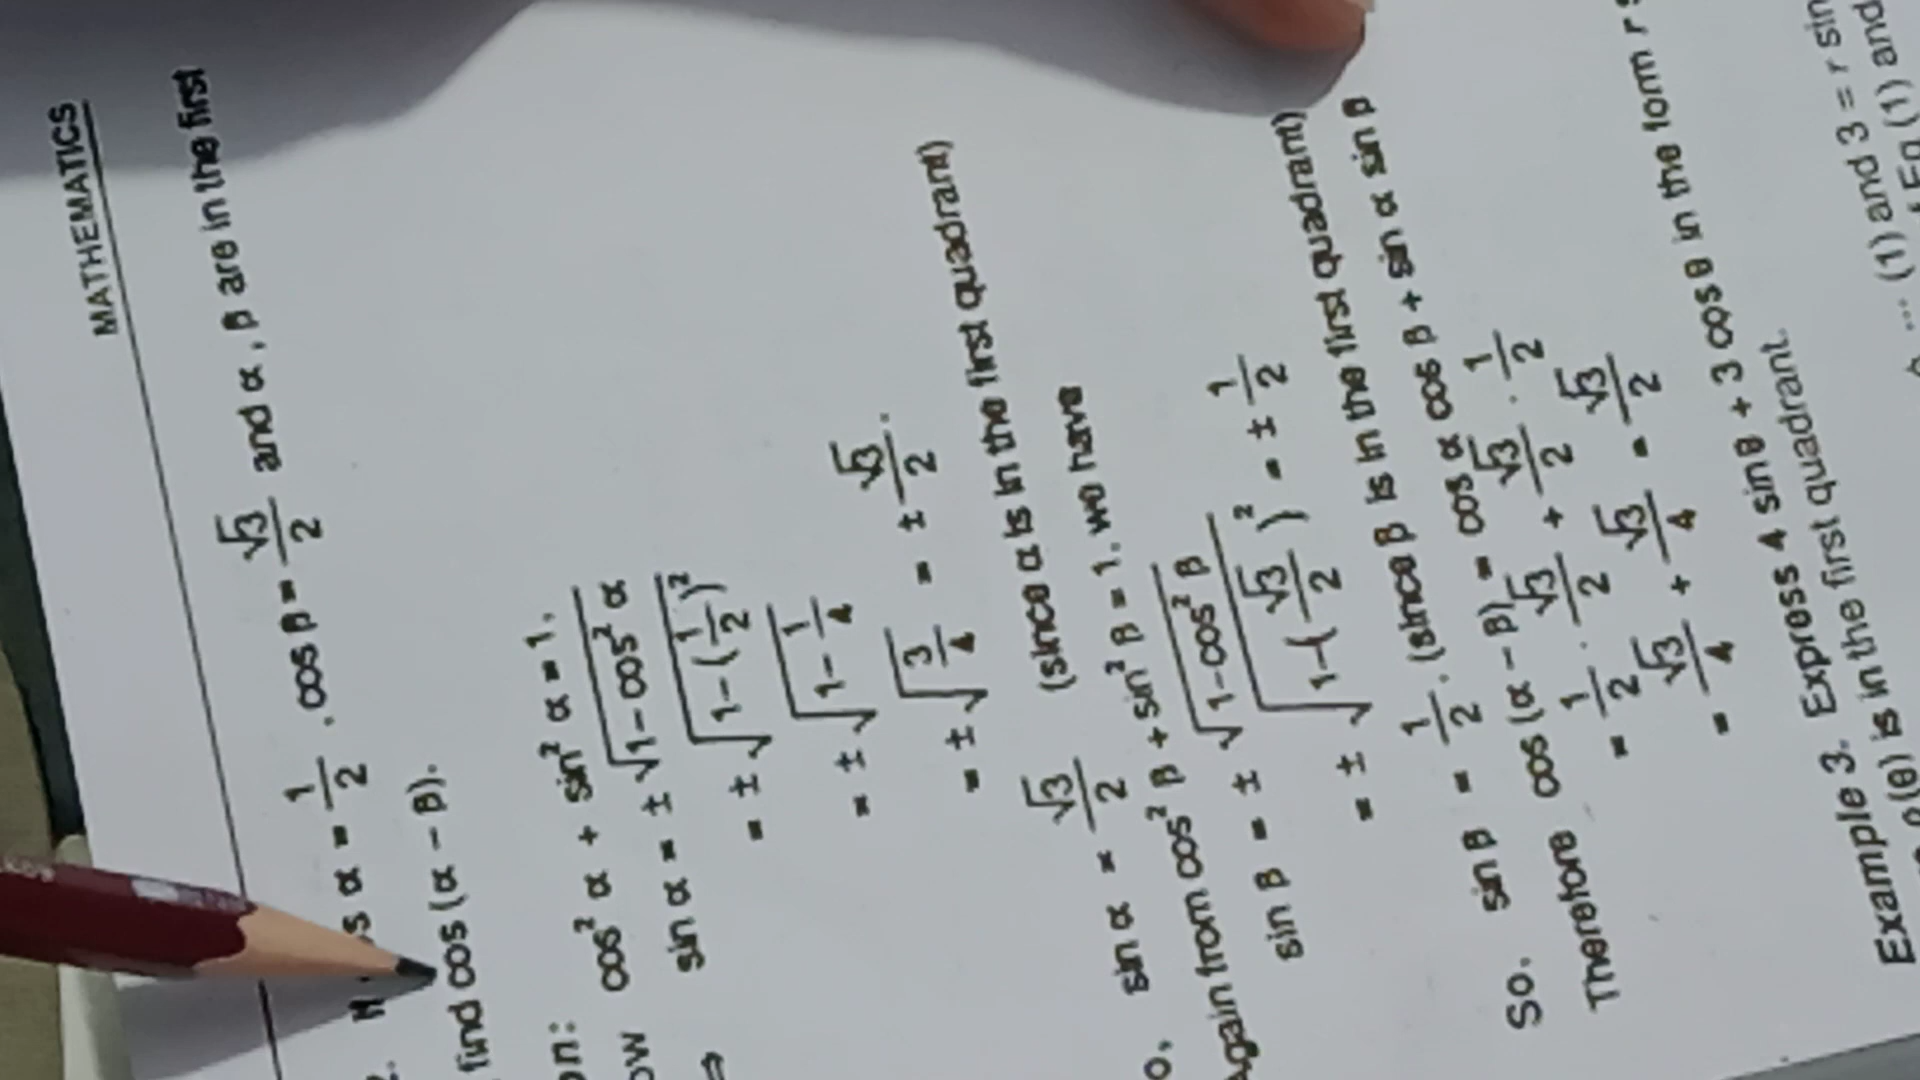 MATHEMATICS
2. If cos α = 1/2, cos β = √3/2 and α, β are in the first
find cos (α − β).
on:
ow cos² α + sin² α = 1,
⇒ sin α = ± √(1 − cos² α)
= ± √(1 − (1/2)²)
= ± √(1 − 1/4)
= ± √(3/4) = ± √3/2.
o, sin α = √3/2 (since α is in the first quadrant)
Again from cos² β + sin² β = 1, we have
sin β = ± √(1 − cos² β)
= ± √(1 − (√3/2)²) = ± 1/2
So, sin β = 1/2. (since β is in the first quadrant)
Therefore cos (α − β) = cos α cos β + sin α sin β
= 1/2 . √3/2 + √3/2 . 1/2
= √3/4 + √3/4 = √3/2
Example 3. Express 4 sin θ + 3 cos θ in the form r
(θ) is in the first quadrant.
... (1) and 3 = r sin
(1) and